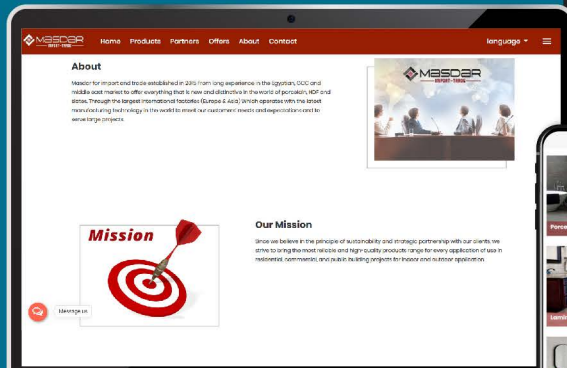 MASDAR
IMPORT - TRADE
Home Products Partners Offers About Contact
language
About
Masdar for import and trade established in 2015 from long experience in the Egyptian, GCC and
middle east market to offer everything that is new and distinctive in the world of porcelain, HDF and
slates. Through the largest international factories (Europe & Asia) Which operates with the latest
manufacturing technology in the world to meet our customers needs and expectations and to
serve large projects.
MASDAR
IMPORT - TRADE
Mission
Our Mission
Since we believe in the principle of sustainability and strategic partnership with our clients, we
strive to bring the most reliable and high-quality products range for every application of use in
residential, commercial, and public building projects for indoor and outdoor application.
Message us
Porce
Lamin